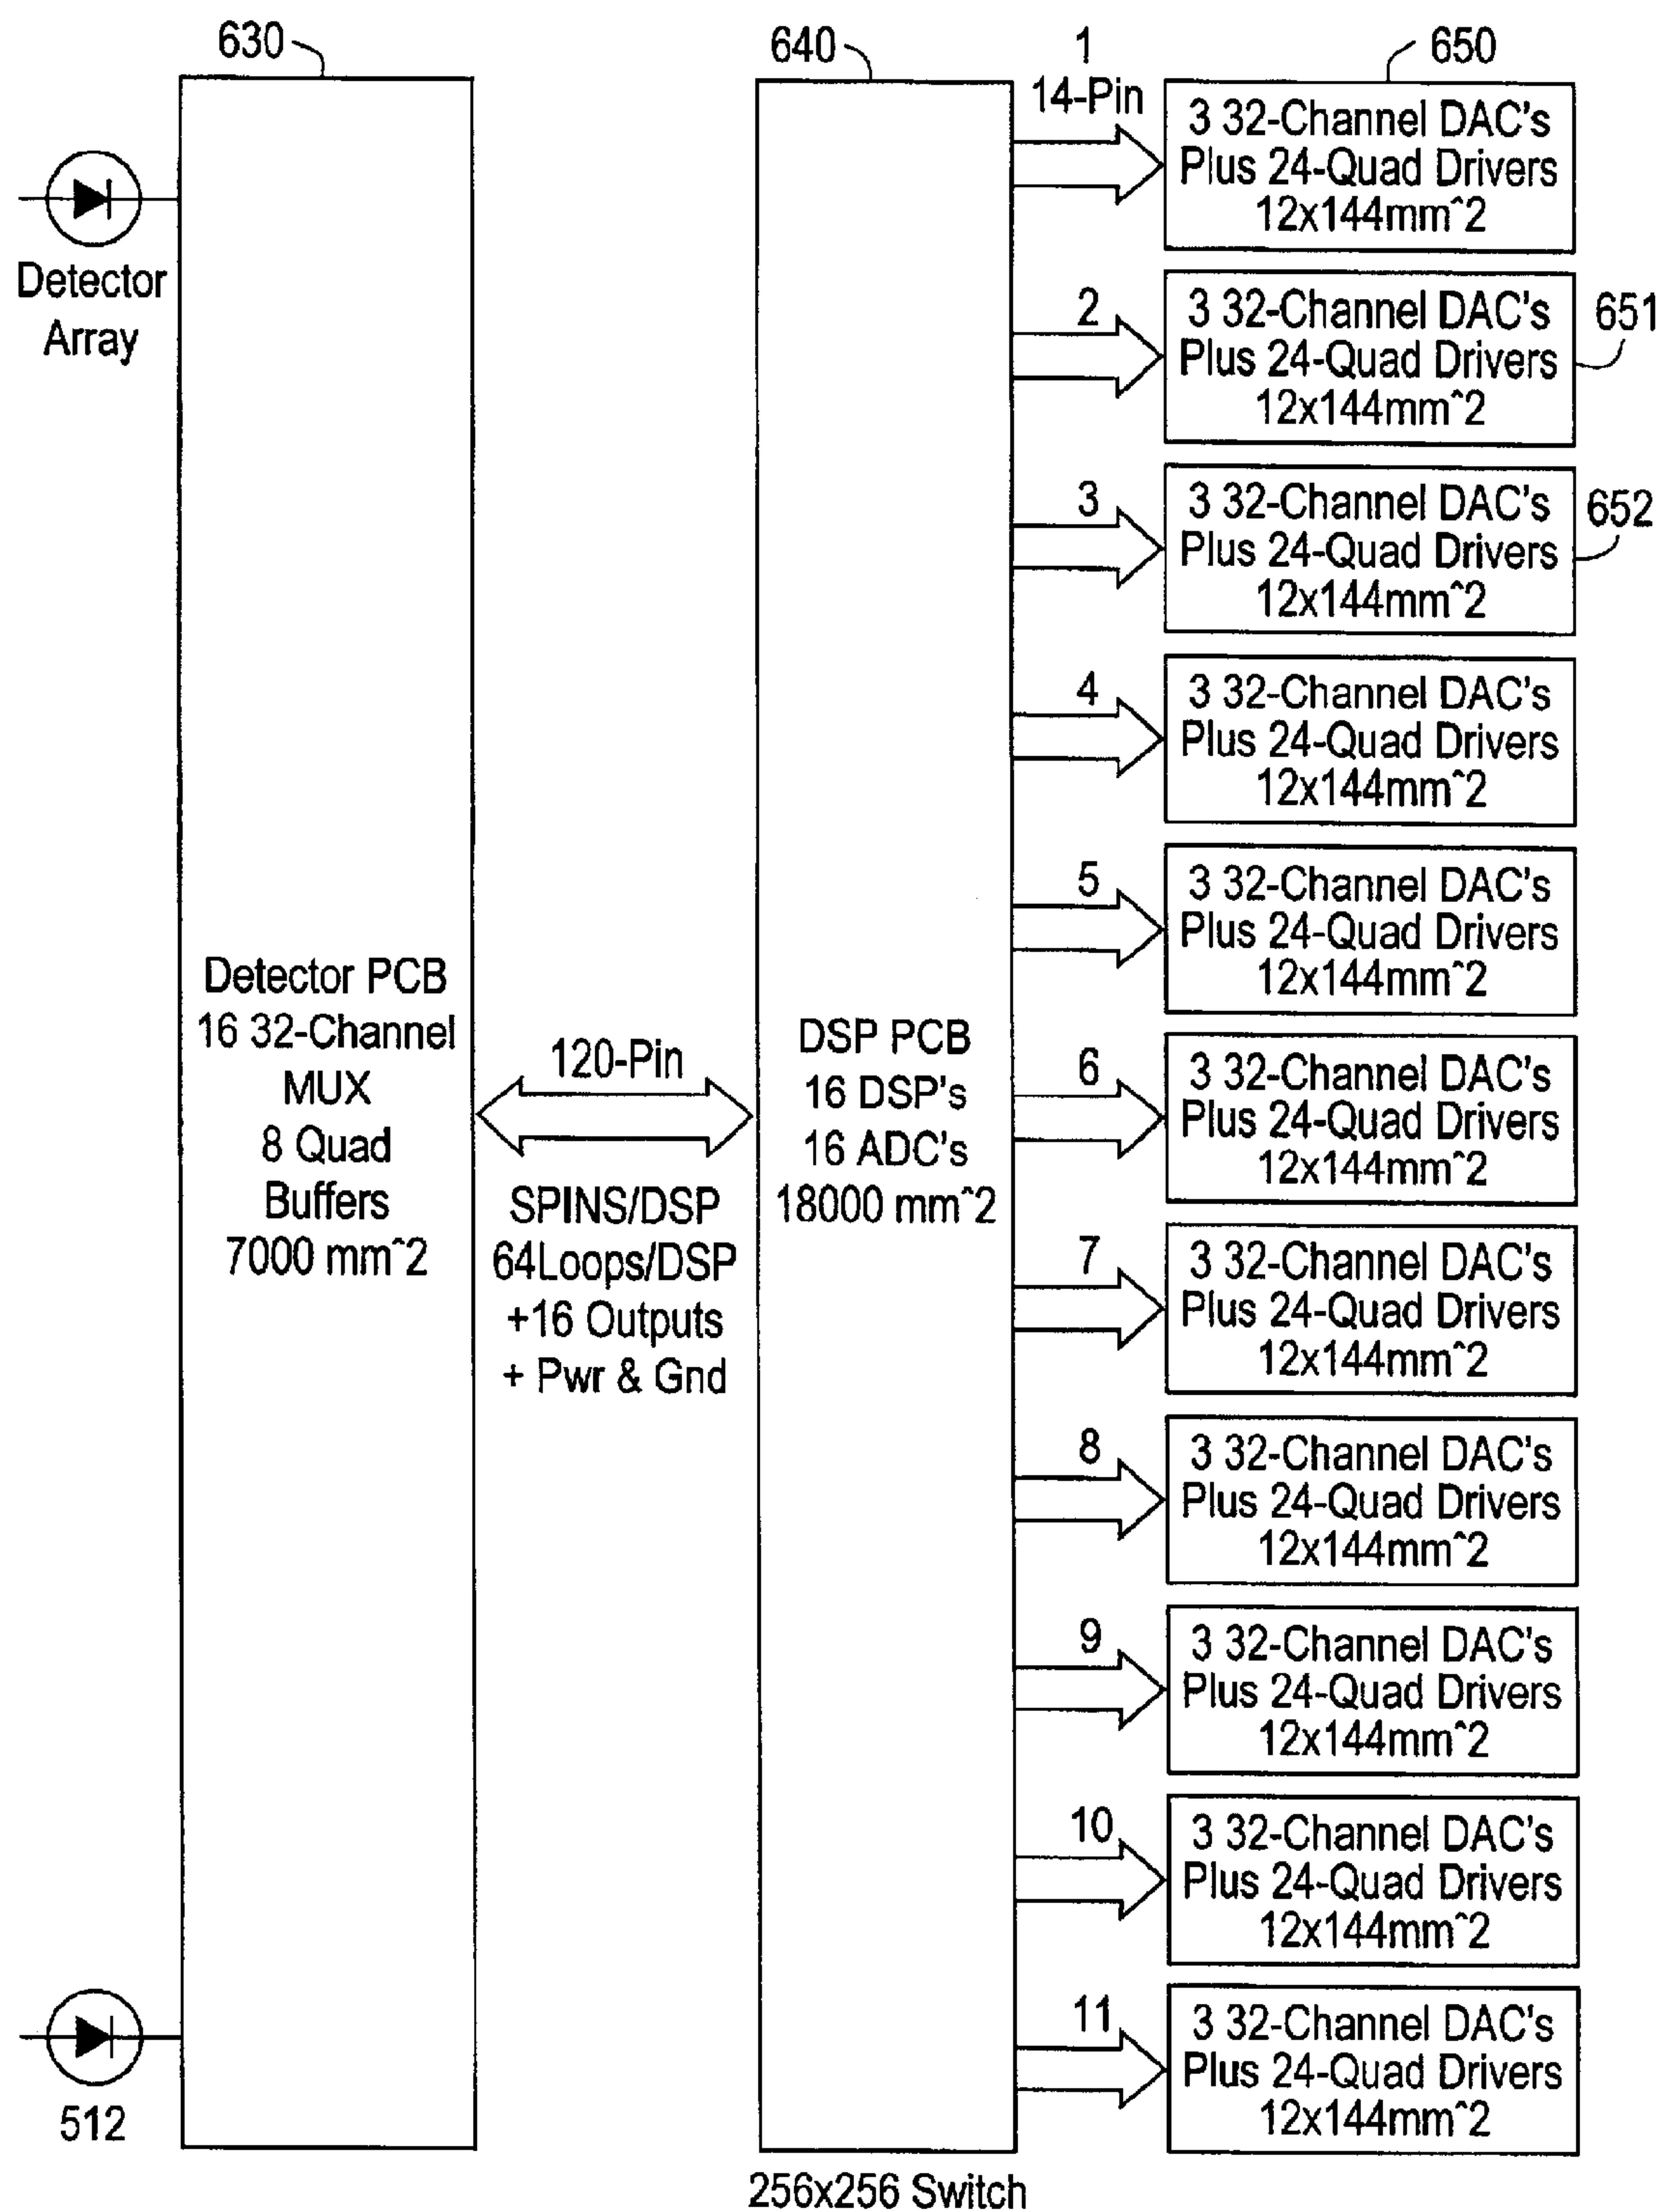 630
640
1
14-Pin
650
3 32-Channel DAC's
Plus 24-Quad Drivers
12x144mm^2
Detector
Array
2
3 32-Channel DAC's
Plus 24-Quad Drivers
12x144mm^2
651
3
3 32-Channel DAC's
Plus 24-Quad Drivers
12x144mm^2
652
4
3 32-Channel DAC's
Plus 24-Quad Drivers
12x144mm^2
5
3 32-Channel DAC's
Plus 24-Quad Drivers
12x144mm^2
Detector PCB
16 32-Channel
MUX
8 Quad
Buffers
7000 mm^2
120-Pin
SPINS/DSP
64Loops/DSP
+16 Outputs
+ Pwr & Gnd
DSP PCB
16 DSP's
16 ADC's
18000 mm^2
6
3 32-Channel DAC's
Plus 24-Quad Drivers
12x144mm^2
7
3 32-Channel DAC's
Plus 24-Quad Drivers
12x144mm^2
8
3 32-Channel DAC's
Plus 24-Quad Drivers
12x144mm^2
9
3 32-Channel DAC's
Plus 24-Quad Drivers
12x144mm^2
10
3 32-Channel DAC's
Plus 24-Quad Drivers
12x144mm^2
11
3 32-Channel DAC's
Plus 24-Quad Drivers
12x144mm^2
512
256x256 Switch